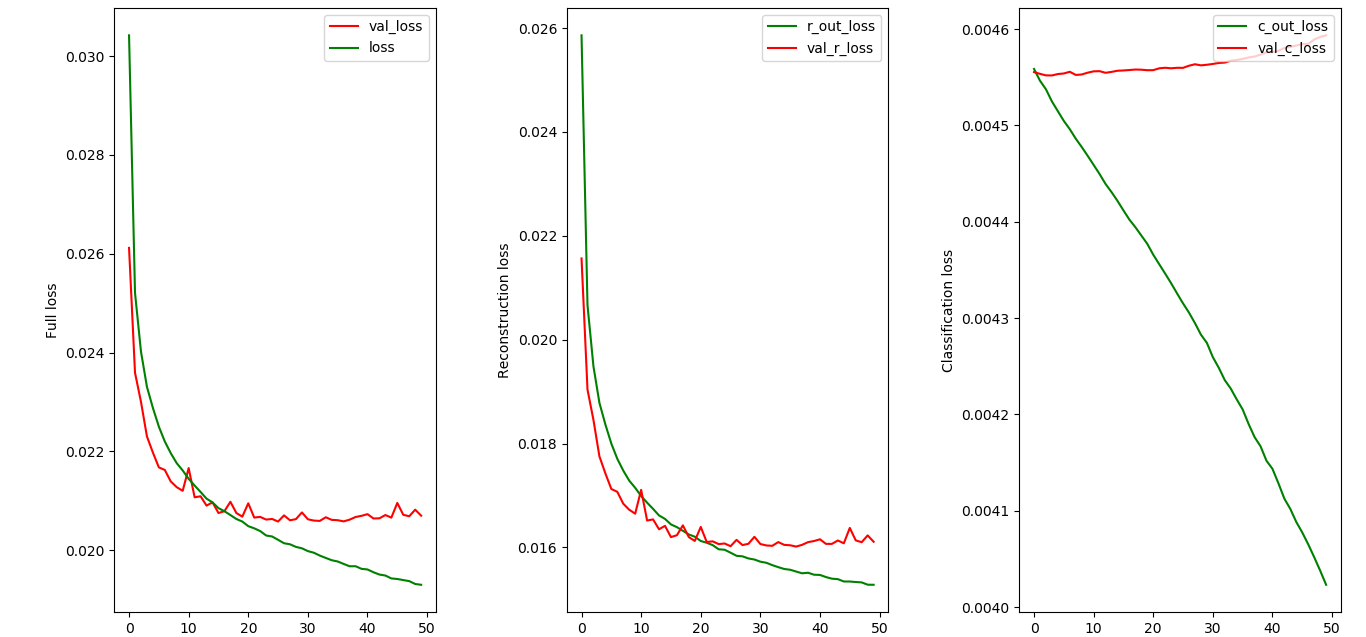 Full loss
0.030
0.028
0.026
0.024
0.022
0.020
val_loss
loss
0 10 20 30 40 50
Reconstruction loss
0.026
0.024
0.022
0.020
0.018
0.016
r_out_loss
val_r_loss
0 10 20 30 40 50
Classification loss
0.0046
0.0045
0.0044
0.0043
0.0042
0.0041
0.0040
c_out_loss
val_c_loss
0 10 20 30 40 50